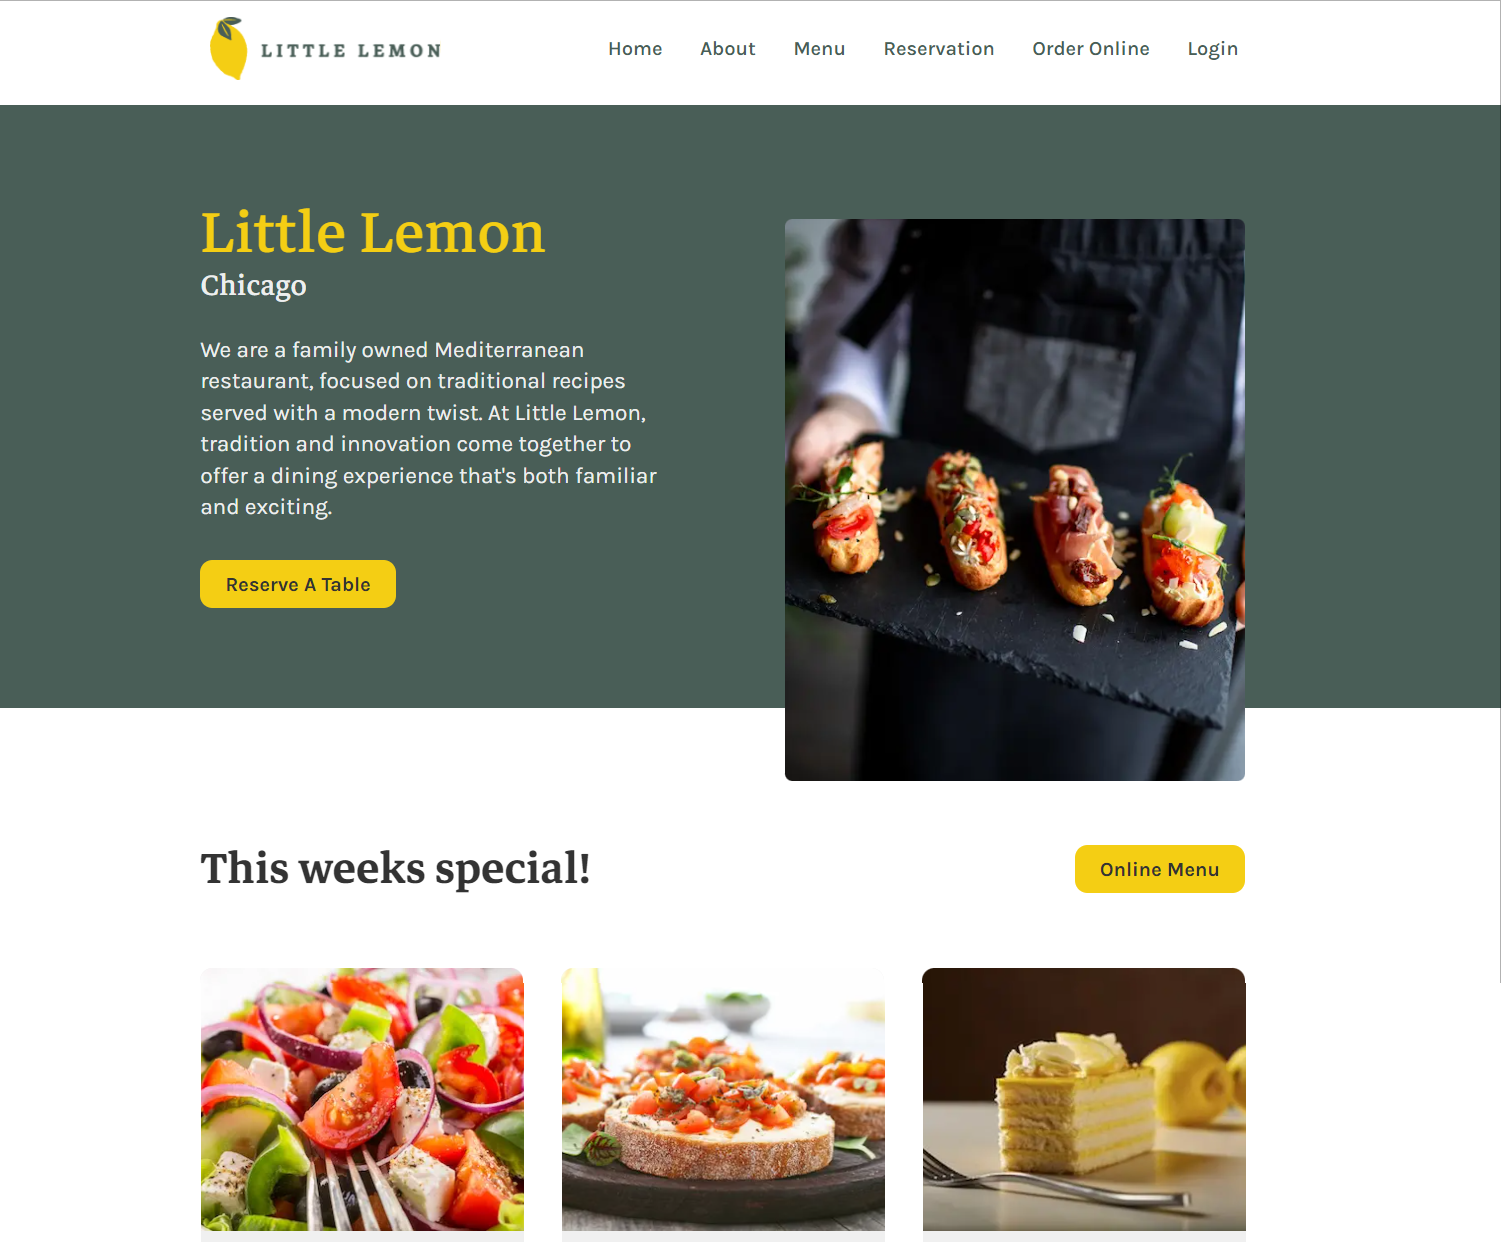 LITTLE LEMON
Home About Menu Reservation Order Online Login
Little Lemon
Chicago
We are a family owned Mediterranean
restaurant, focused on traditional recipes
served with a modern twist. At Little Lemon,
tradition and innovation come together to
offer a dining experience that's both familiar
and exciting.
Reserve A Table
This weeks special!
Online Menu